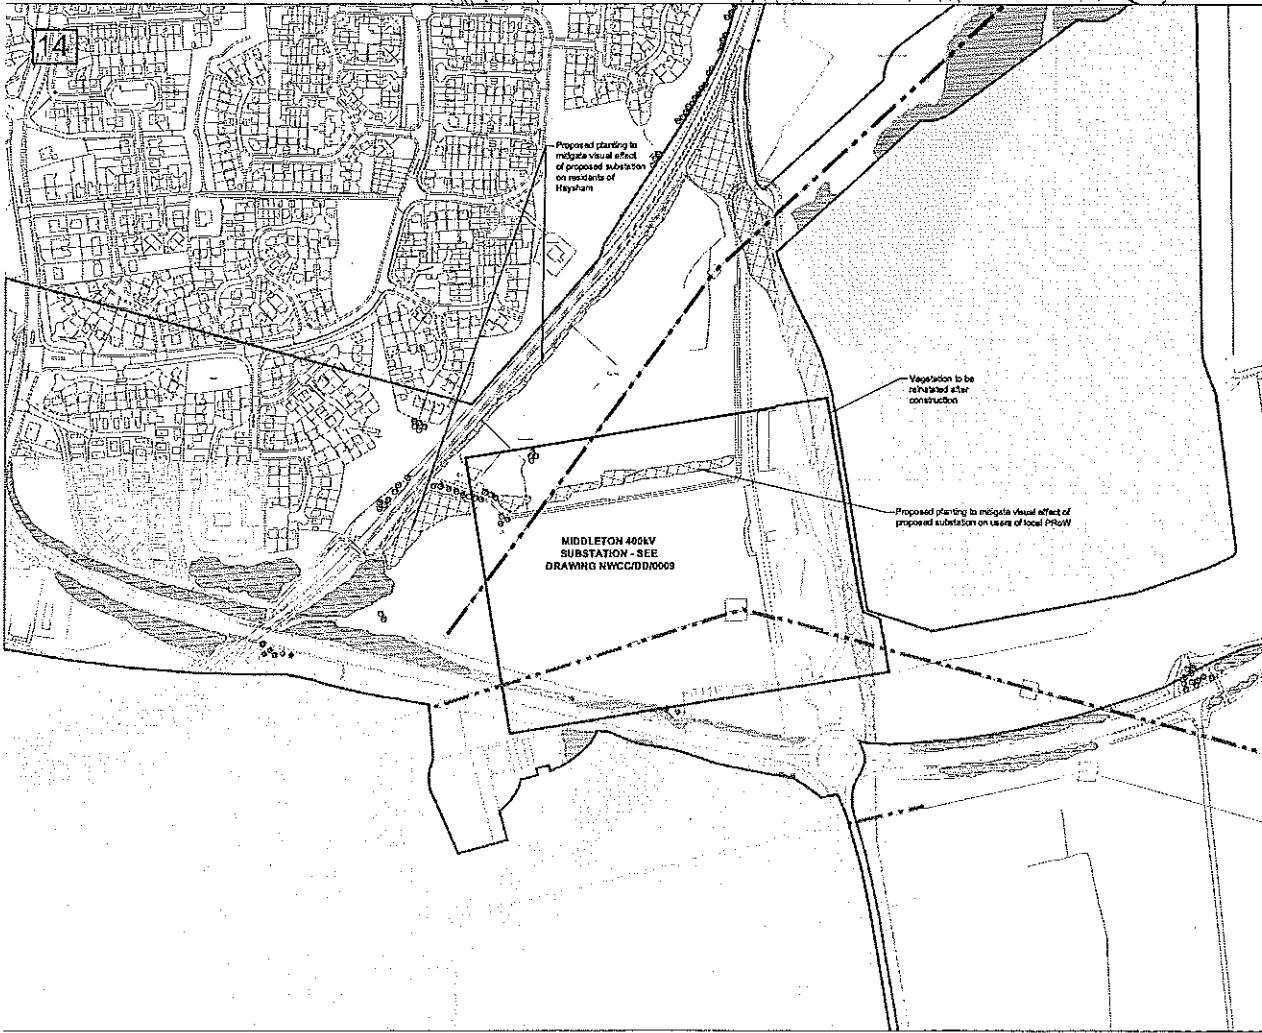 14
Proposed planting to
mitigate visual effect
of proposed substation
on residents of
Heysham
Vegetation to be
reinstated after
construction
Proposed planting to mitigate visual effect of
proposed substation on users of local PRoW
MIDDLETON 400kV
SUBSTATION - SEE
DRAWING NWCC/DD/0009